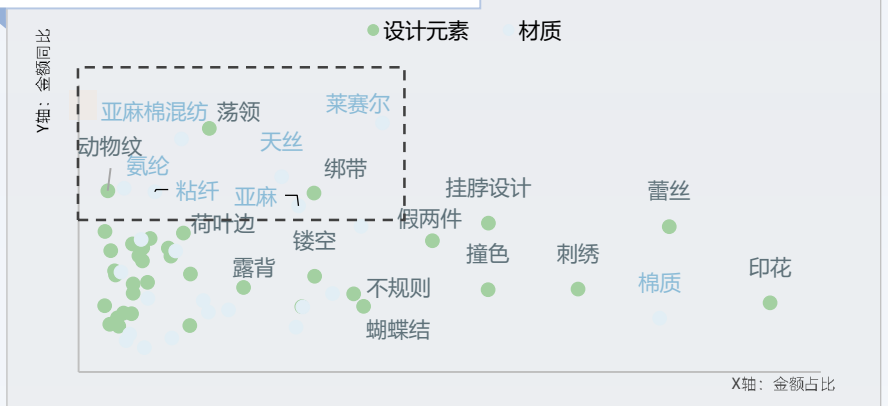 设计元素
材质
Y轴：金额同比
亚麻棉混纺
荡领
莱赛尔
动物纹
氨纶
天丝
绑带
粘纤
亚麻
挂脖设计
蕾丝
荷叶边
假两件
镂空
撞色
刺绣
露背
印花
棉质
不规则
蝴蝶结
X轴：金额占比